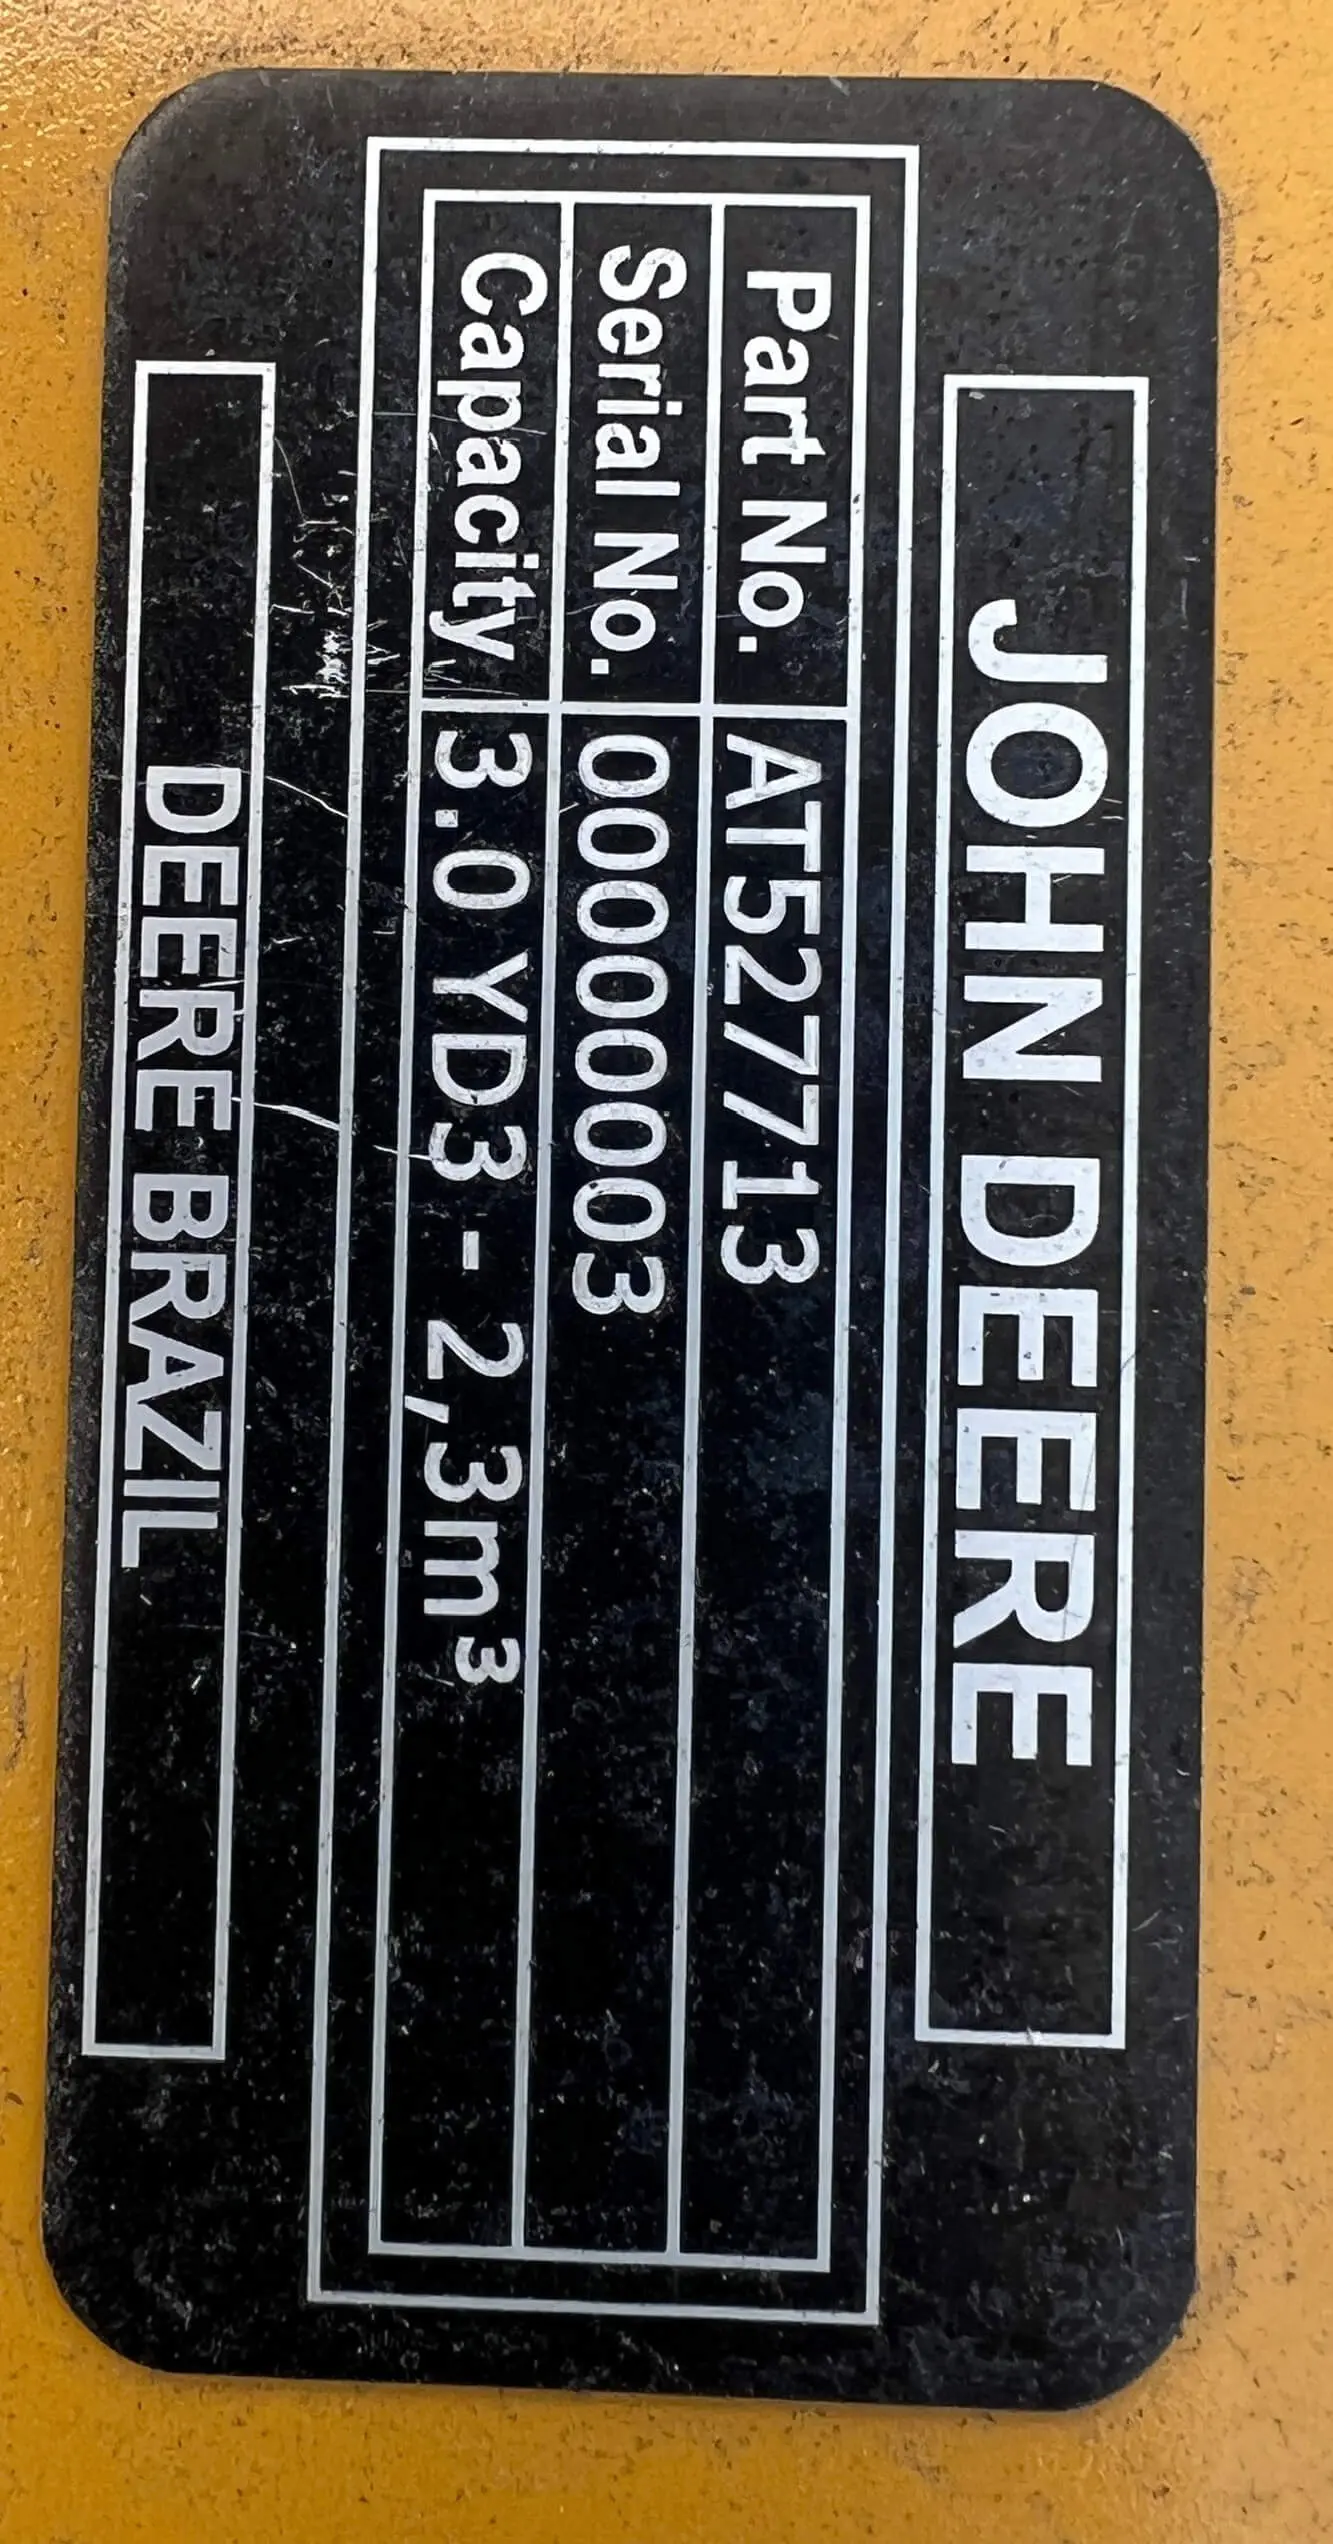 JOHN DEERE
Part No. AT527713
Serial No. 00000003
Capacity 3.0 YD3 - 2,3m³
DEERE BRAZIL